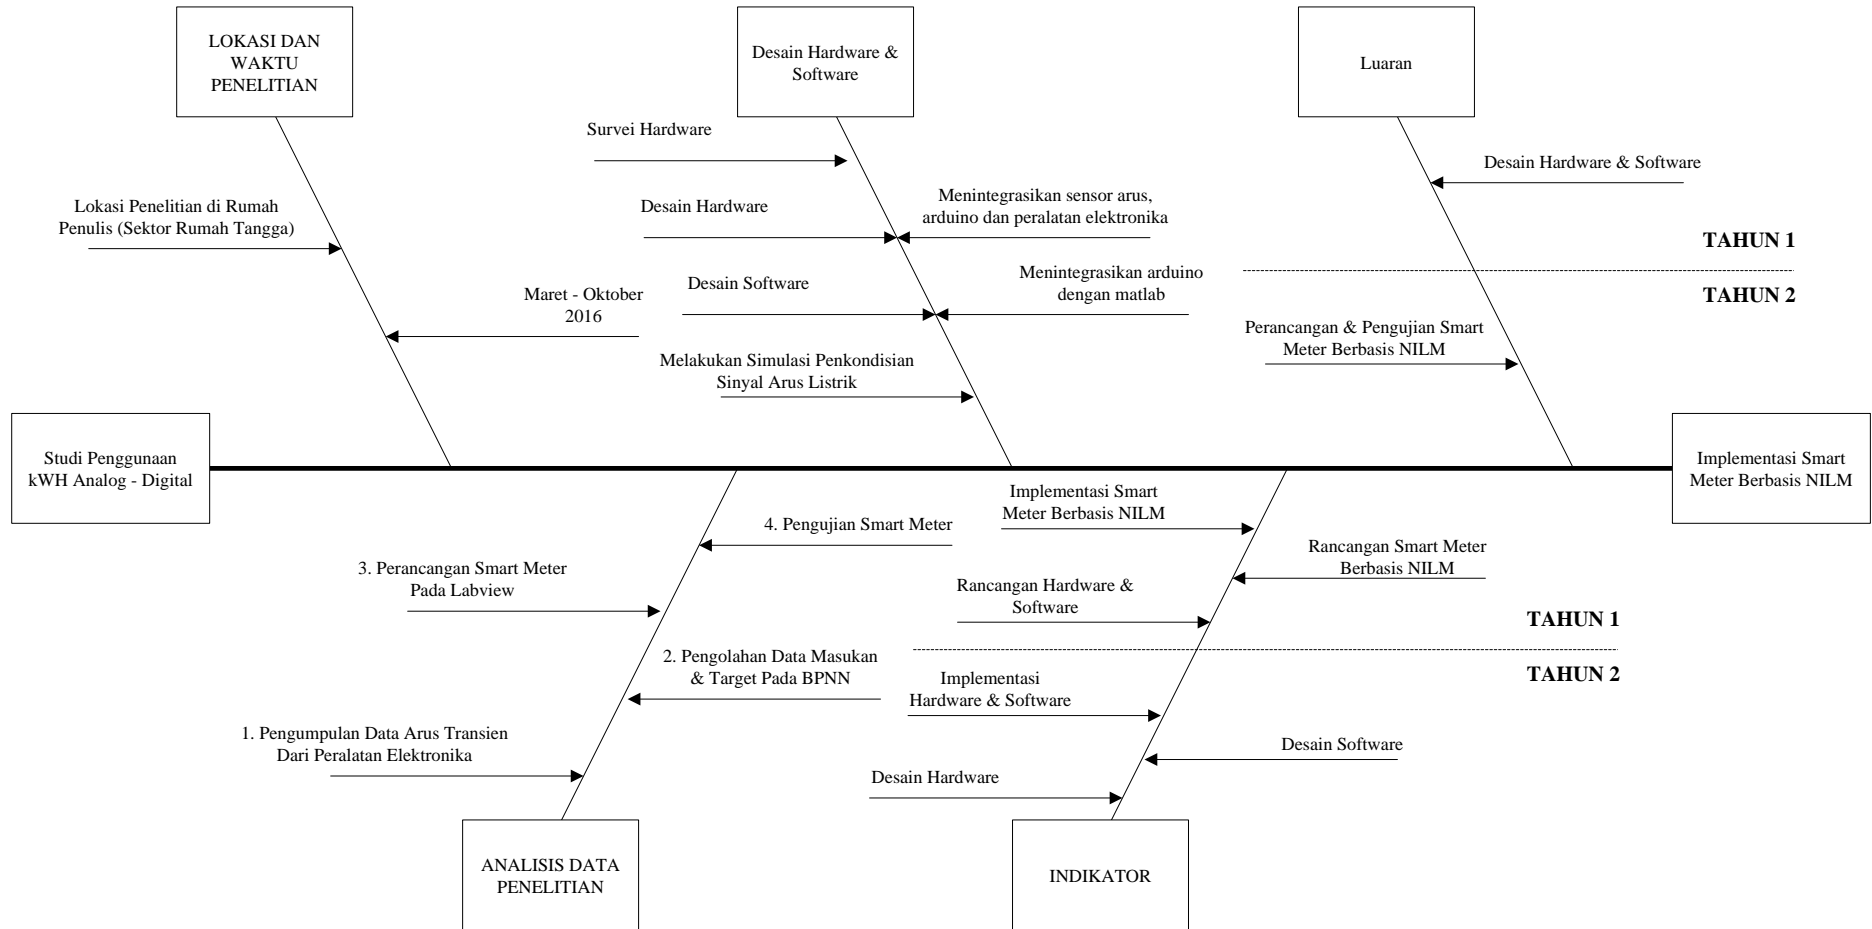 LOKASI DAN
WAKTU
PENELITIAN
Desain Hardware &
Software
Luaran
Survei Hardware
Desain Hardware & Software
Lokasi Penelitian di Rumah
Penulis (Sektor Rumah Tangga)
Desain Hardware
Menintegrasikan sensor arus,
arduino dan peralatan elektronika
TAHUN 1
TAHUN 2
Maret - Oktober
2016
Desain Software
Menintegrasikan arduino
dengan matlab
Perancangan & Pengujian Smart
Meter Berbasis NILM
Melakukan Simulasi Penkondisian
Sinyal Arus Listrik
Studi Penggunaan
kWH Analog - Digital
Implementasi Smart
Meter Berbasis NILM
Implementasi Smart
Meter Berbasis NILM
4. Pengujian Smart Meter
Rancangan Smart Meter
Berbasis NILM
3. Perancangan Smart Meter
Pada Labview
Rancangan Hardware &
Software
TAHUN 1
TAHUN 2
2. Pengolahan Data Masukan
& Target Pada BPNN
Implementasi
Hardware & Software
1. Pengumpulan Data Arus Transien
Dari Peralatan Elektronika
Desain Software
Desain Hardware
ANALISIS DATA
PENELITIAN
INDIKATOR